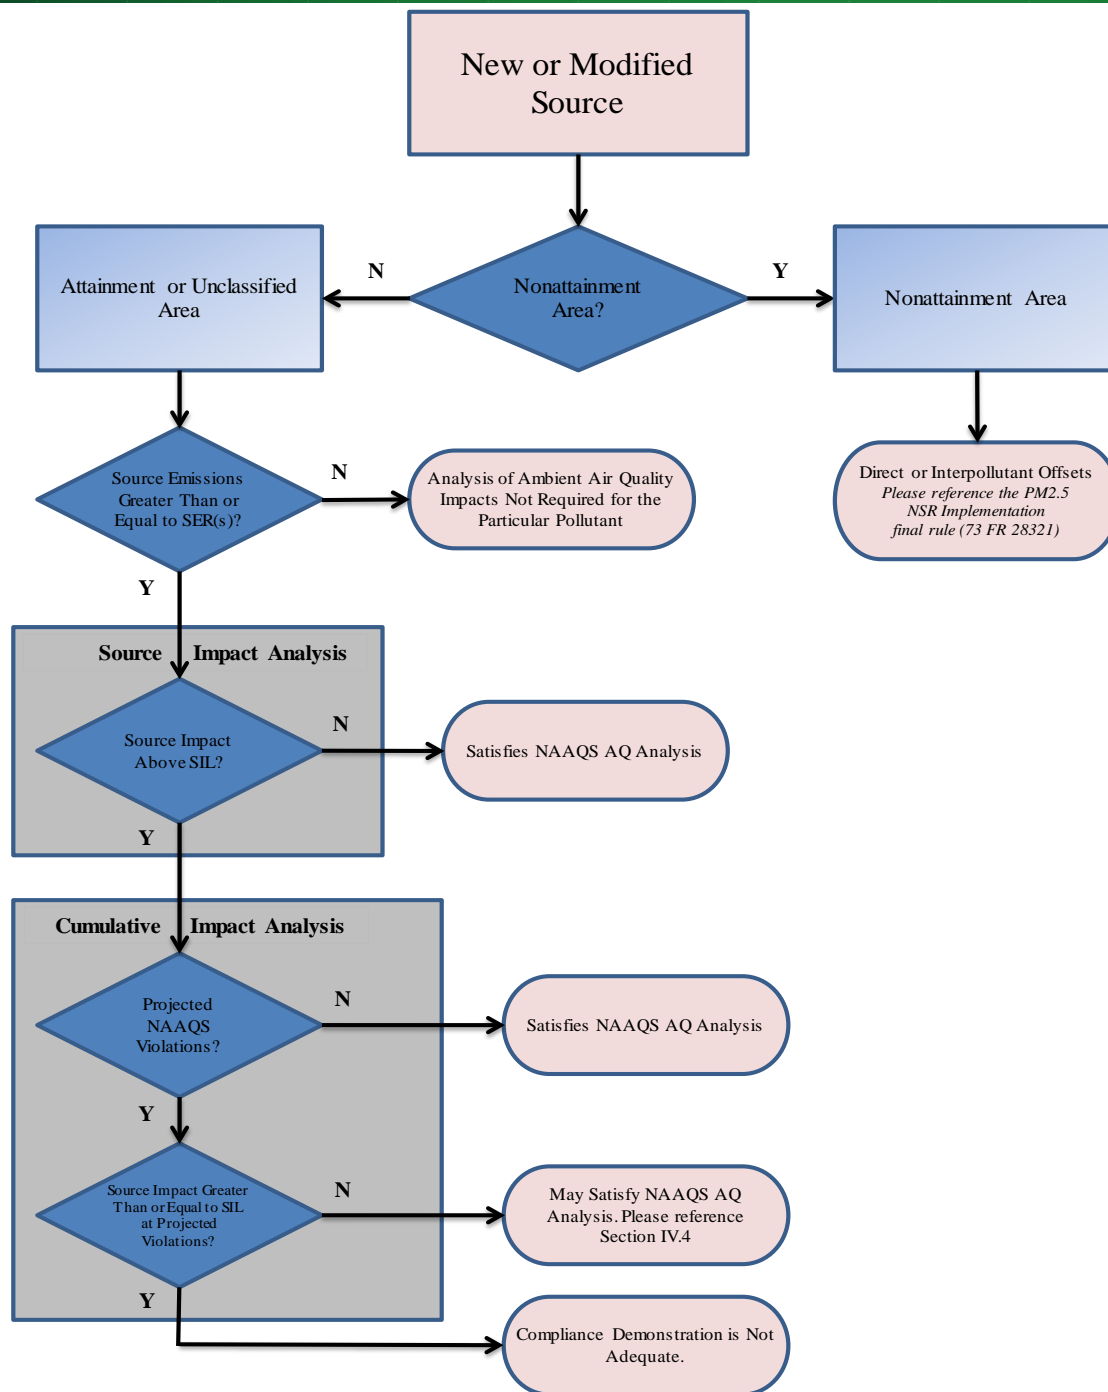 New or Modified
Source
N
Y
Attainment or Unclassified
Area
Nonattainment
Area?
Nonattainment Area
Source Emissions
Greater Than or
Equal to SER(s)?
N
Analysis of Ambient Air Quality
Impacts Not Required for the
Particular Pollutant
Direct or Interpollutant Offsets
Please reference the PM2.5
NSR Implementation
final rule (73 FR 28321)
Y
Source Impact Analysis
Source Impact
Above SIL?
N
Satisfies NAAQS AQ Analysis
Y
Cumulative Impact Analysis
Projected
NAAQS
Violations?
N
Satisfies NAAQS AQ Analysis
Y
Source Impact Greater
Than or Equal to SIL
at Projected
Violations?
N
May Satisfy NAAQS AQ
Analysis. Please reference
Section IV.4
Y
Compliance Demonstration is Not
Adequate.